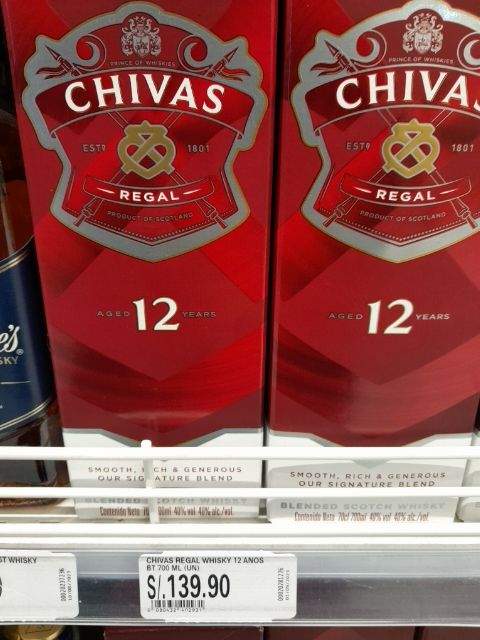 PRINCE OF WHISKIES
CHIVAS
ESTD 1801
REGAL
PRODUCT OF SCOTLAND
AGED 12 YEARS
SMOOTH, RICH & GENEROUS
OUR SIGNATURE BLEND
BLENDED SCOTCH WHISKY
PRINCE OF WHISKIES
CHIVAS
ESTD 1801
REGAL
PRODUCT OF SCOTLAND
AGED 12 YEARS
SMOOTH, RICH & GENEROUS
OUR SIGNATURE BLEND
BLENDED SCOTCH WHISKY
Contenido Neto 70cl 700ml 40% vol 40% alc./vol.
WHISKY
CHIVAS REGAL WHISKY 12 ANOS
BT 700 ML (UN)
S/.139.90